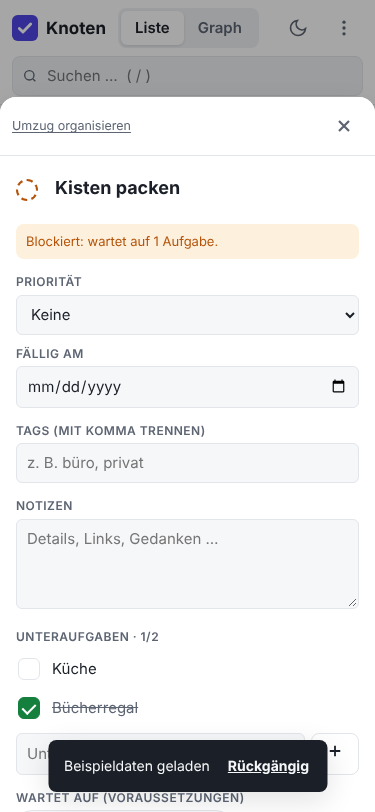 Knoten Liste Graph
Suchen … ( / )
Umzug organisieren
Kisten packen
Blockiert: wartet auf 1 Aufgabe.
PRIORITÄT
Keine
FÄLLIG AM
mm/dd/yyyy
TAGS (MIT KOMMA TRENNEN)
z. B. büro, privat
NOTIZEN
Details, Links, Gedanken …
UNTERAUFGABEN · 1/2
Küche
Bücherregal
Beispieldaten geladen Rückgängig
WARTET AUF (VORAUSSETZUNGEN)